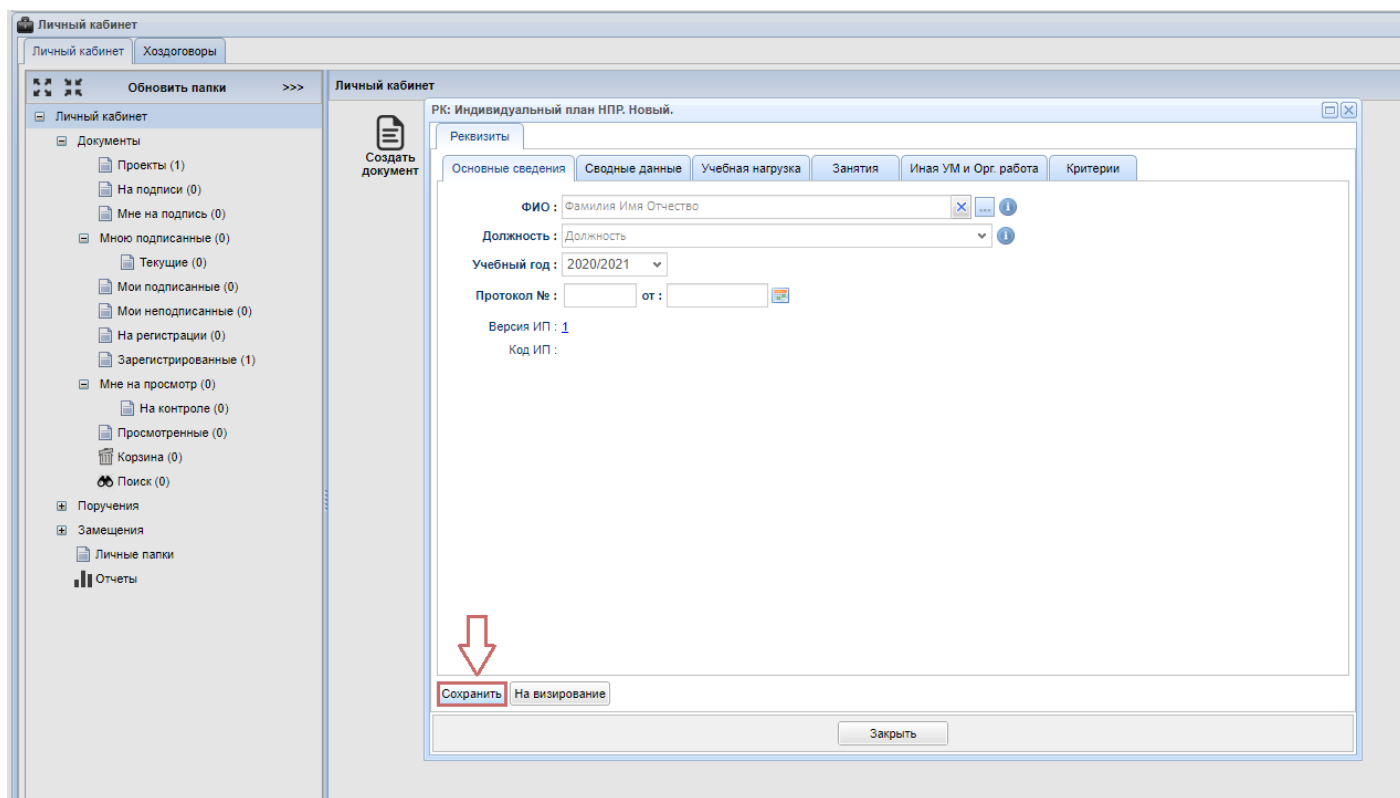 Личный кабинет
Личный кабинет Хоздоговоры
Обновить папки >>>
Личный кабинет
Документы
Проекты (1)
На подписи (0)
Мне на подпись (0)
Мною подписанные (0)
Текущие (0)
Мои подписанные (0)
Мои неподписанные (0)
На регистрации (0)
Зарегистрированные (1)
Мне на просмотр (0)
На контроле (0)
Просмотренные (0)
Корзина (0)
Поиск (0)
Поручения
Замещения
Личные папки
Отчеты
Личный кабинет
Создать
документ
РК: Индивидуальный план НПР. Новый.
Реквизиты
Основные сведения Сводные данные Учебная нагрузка Занятия Иная УМ и Орг. работа Критерии
ФИО : Фамилия Имя Отчество ...
Должность : Должность
Учебный год : 2020/2021
Протокол № : от :
Версия ИП : 1
Код ИП :
Сохранить На визирование
Закрыть